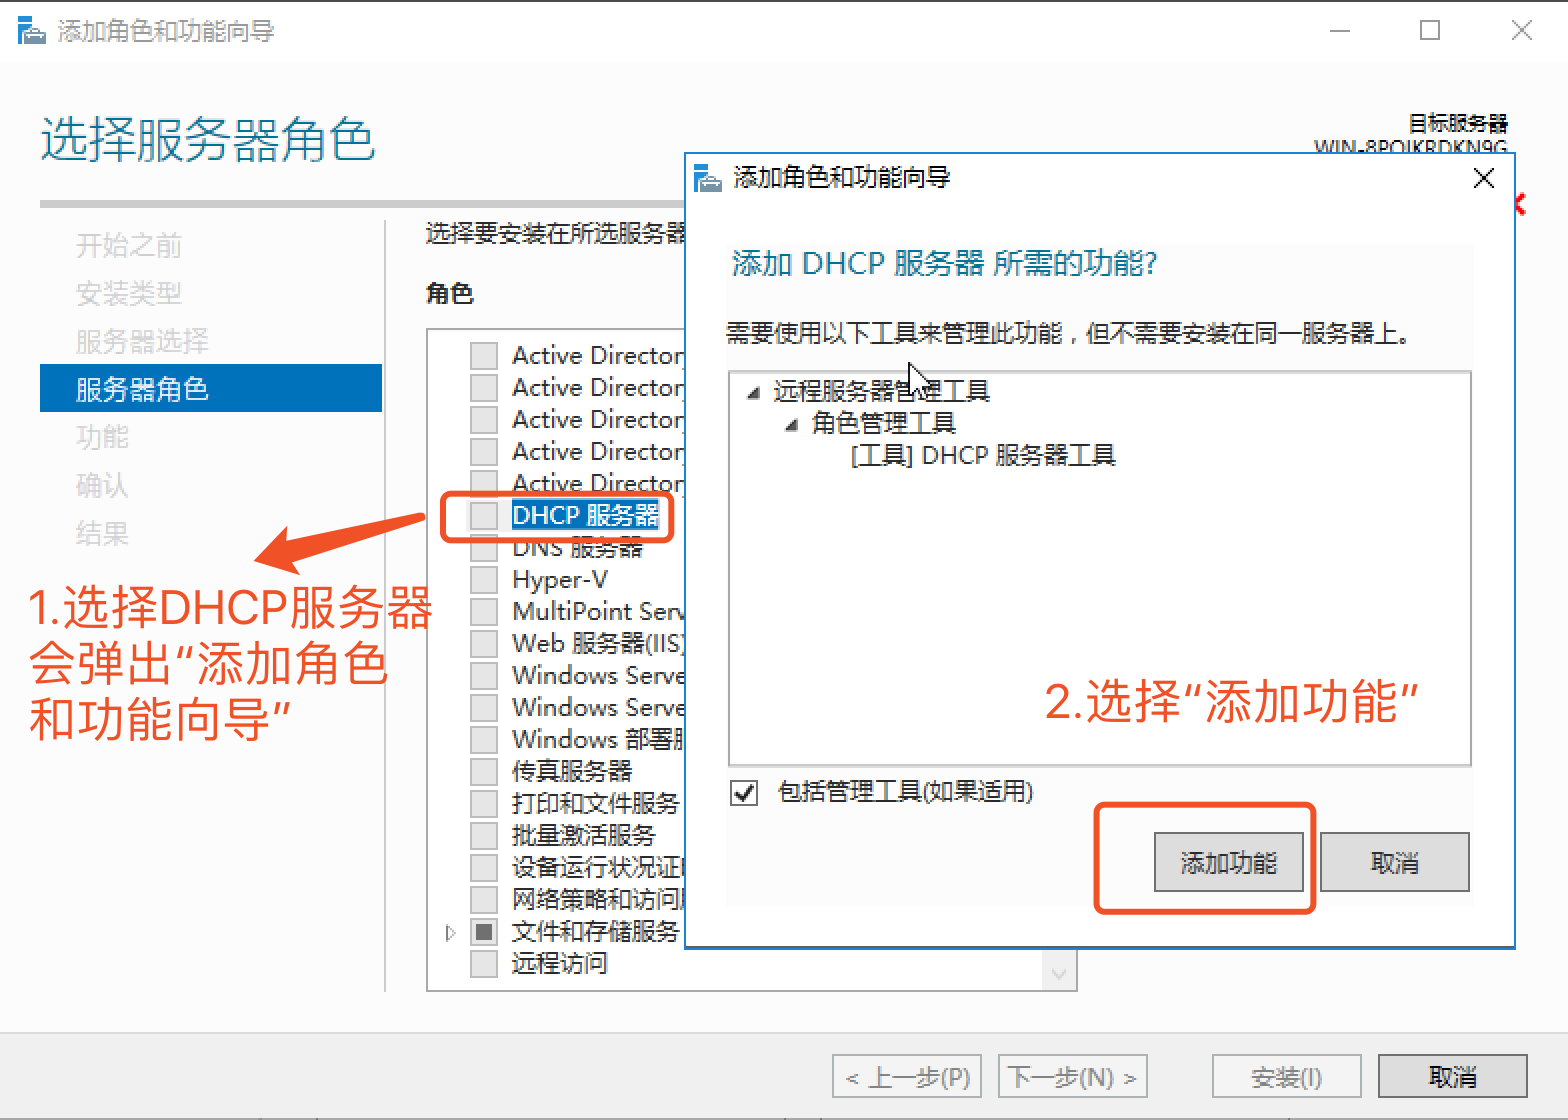 添加角色和功能向导
选择服务器角色
目标服务器
WIN-8POIKRDKN9G
开始之前
安装类型
服务器选择
服务器角色
功能
确认
结果
选择要安装在所选服务器
角色
Active Director
Active Director
Active Director
Active Director
Active Director
DHCP 服务器
DNS 服务器
Hyper-V
MultiPoint Serv
Web 服务器(IIS)
Windows Serve
Windows Serve
Windows 部署
传真服务器
打印和文件服务
批量激活服务
设备运行状况证
网络策略和访问
文件和存储服务
远程访问
1.选择DHCP服务器
会弹出“添加角色
和功能向导”
添加角色和功能向导
添加 DHCP 服务器 所需的功能?
需要使用以下工具来管理此功能，但不需要安装在同一服务器上。
远程服务器管理工具
角色管理工具
[工具] DHCP 服务器工具
2.选择“添加功能”
包括管理工具(如果适用)
添加功能
取消
< 上一步(P)
下一步(N) >
安装(I)
取消